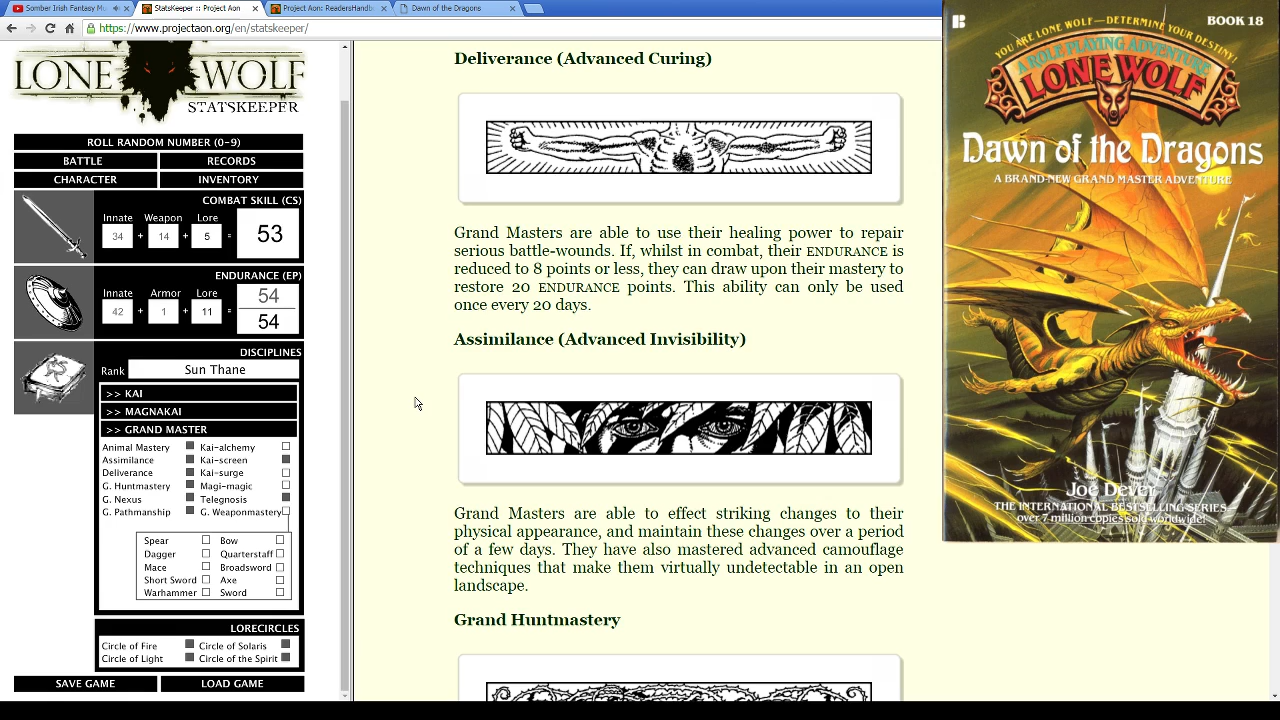 Somber Irish Fantasy Mu
StatsKeeper :: Project Aon
Project Aon: ReadersHandb
Dawn of the Dragons
https://www.projectaon.org/en/statskeeper/
LONE WOLF
STATSKEEPER
ROLL RANDOM NUMBER (0-9)
BATTLE RECORDS
CHARACTER INVENTORY
COMBAT SKILL (CS)
Innate Weapon Lore
34 + 14 + 5 = 53
ENDURANCE (EP)
Innate Armor Lore
54
42 + 1 + 11 =
54
DISCIPLINES
Rank Sun Thane
>> KAI
>> MAGNAKAI
>> GRAND MASTER
Animal Mastery Kai-alchemy
Assimilance Kai-screen
Deliverance Kai-surge
G. Huntmastery Magi-magic
G. Nexus Telegnosis
G. Pathmanship G. Weaponmastery
Spear Bow
Dagger Quarterstaff
Mace Broadsword
Short Sword Axe
Warhammer Sword
LORECIRCLES
Circle of Fire Circle of Solaris
Circle of Light Circle of the Spirit
SAVE GAME LOAD GAME
Deliverance (Advanced Curing)
Grand Masters are able to use their healing power to repair
serious battle-wounds. If, whilst in combat, their ENDURANCE is
reduced to 8 points or less, they can draw upon their mastery to
restore 20 ENDURANCE points. This ability can only be used
once every 20 days.
Assimilance (Advanced Invisibility)
Grand Masters are able to effect striking changes to their
physical appearance, and maintain these changes over a period
of a few days. They have also mastered advanced camouflage
techniques that make them virtually undetectable in an open
landscape.
Grand Huntmastery
B
BOOK 18
YOU ARE LONE WOLF—DETERMINE YOUR DESTINY!
A ROLE PLAYING ADVENTURE
LONE WOLF
Dawn of the Dragons
A BRAND-NEW GRAND MASTER ADVENTURE
Joe Dever
THE INTERNATIONAL BESTSELLING SERIES—
over 7 million copies sold worldwide!